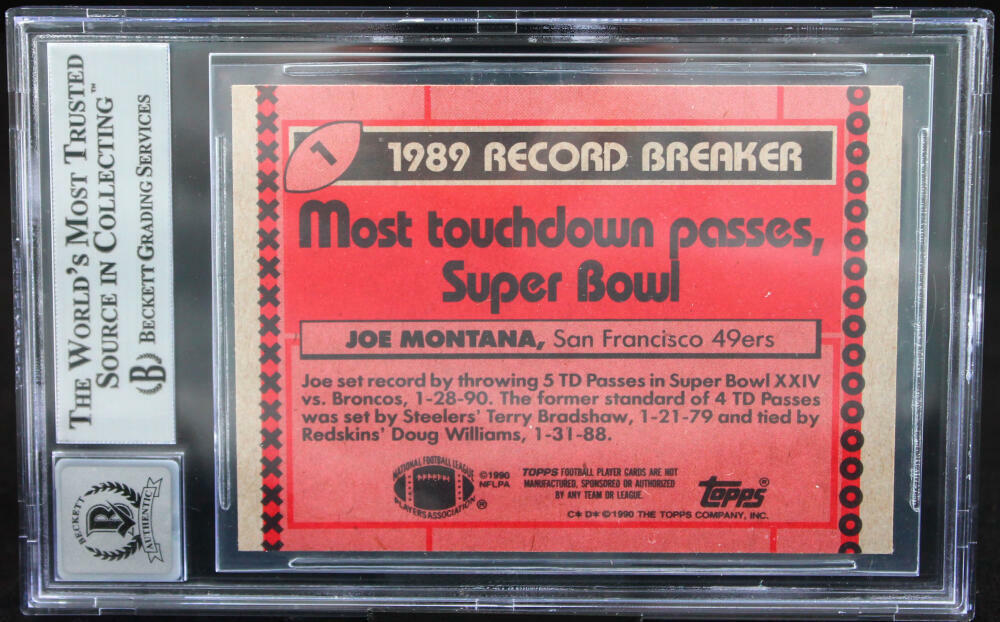 THE WORLD'S MOST TRUSTED
SOURCE IN COLLECTING™
B BECKETT GRADING SERVICES
BECKETT
B
AUTHENTIC
1
1989 RECORD BREAKER
Most touchdown passes,
Super Bowl
JOE MONTANA, San Francisco 49ers
Joe set record by throwing 5 TD Passes in Super Bowl XXIV
vs. Broncos, 1-28-90. The former standard of 4 TD Passes
was set by Steelers' Terry Bradshaw, 1-21-79 and tied by
Redskins' Doug Williams, 1-31-88.
NATIONAL FOOTBALL LEAGUE
PLAYERS ASSOCIATION ®
©1990
NFLPA
TOPPS FOOTBALL PLAYER CARDS ARE NOT
MANUFACTURED, SPONSORED OR AUTHORIZED
BY ANY TEAM OR LEAGUE.
topps®
C* D* ©1990 THE TOPPS COMPANY, INC.